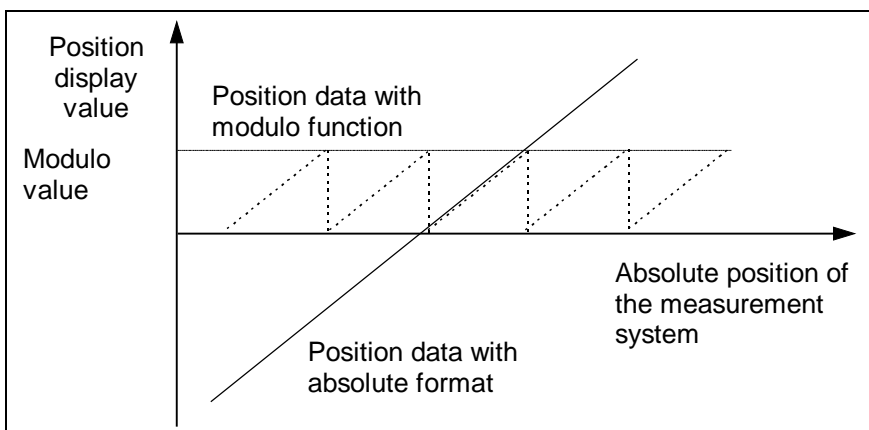 Position
display
value
Position data with
modulo function
Modulo
value
Absolute position of
the measurement
system
Position data with
absolute format